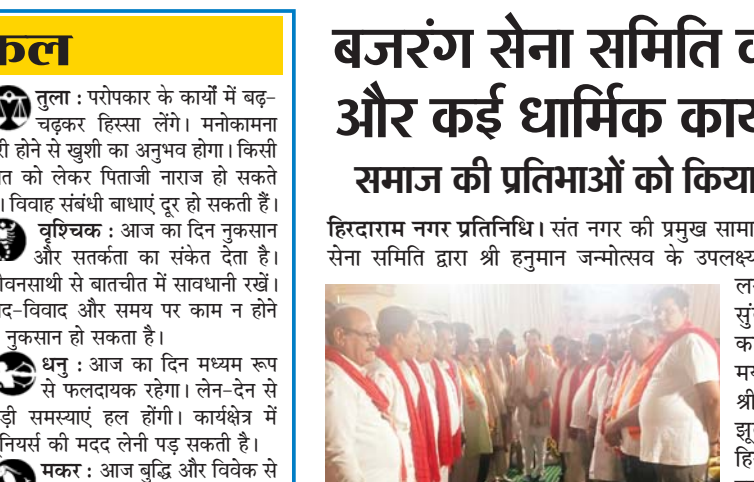 कल
तुला : परोपकार के कार्यों में बढ़-
चढ़कर हिस्सा लेंगे। मनोकामना
री होने से खुशी का अनुभव होगा। किसी
त को लेकर पिताजी नाराज हो सकते
। विवाह संबंधी बाधाएं दूर हो सकती हैं।
वृश्चिक : आज का दिन नुकसान
और सतर्कता का संकेत देता है।
वनसाथी से बातचीत में सावधानी रखें।
द-विवाद और समय पर काम न होने
नुकसान हो सकता है।
धनु : आज का दिन मध्यम रूप
से फलदायक रहेगा। लेन-देन से
ड़ी समस्याएं हल होंगी। कार्यक्षेत्र में
नियर्स की मदद लेनी पड़ सकती है।
मकर : आज बुद्धि और विवेक से
बजरंग सेना समिति
और कई धार्मिक कार्य
समाज की प्रतिभाओं को किया
हिरदाराम नगर प्रतिनिधि। संत नगर की प्रमुख सामा
सेना समिति द्वारा श्री हनुमान जन्मोत्सव के उपलक्ष्य
ल
सुं
का
मय
श्री
झू
हि